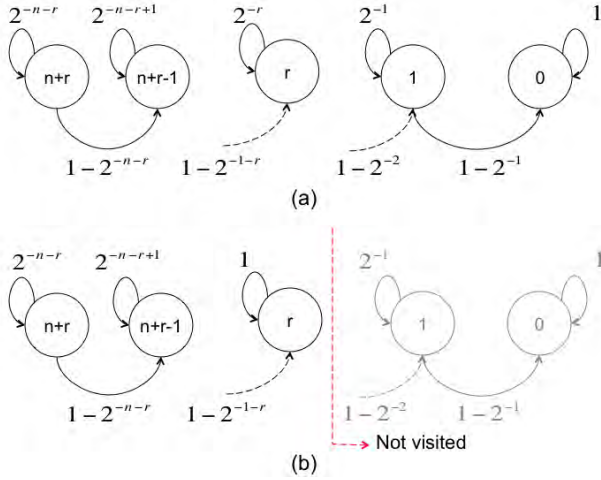 2^{-n-r} 2^{-n-r+1} 2^{-r} 2^{-1} 1
n+r n+r-1 r 1 0
1-2^{-n-r} 1-2^{-1-r} 1-2^{-2} 1-2^{-1}
(a)
2^{-n-r} 2^{-n-r+1} 1 2^{-1} 1
n+r n+r-1 r 1 0
1-2^{-n-r} 1-2^{-1-r} 1-2^{-2} 1-2^{-1}
Not visited
(b)